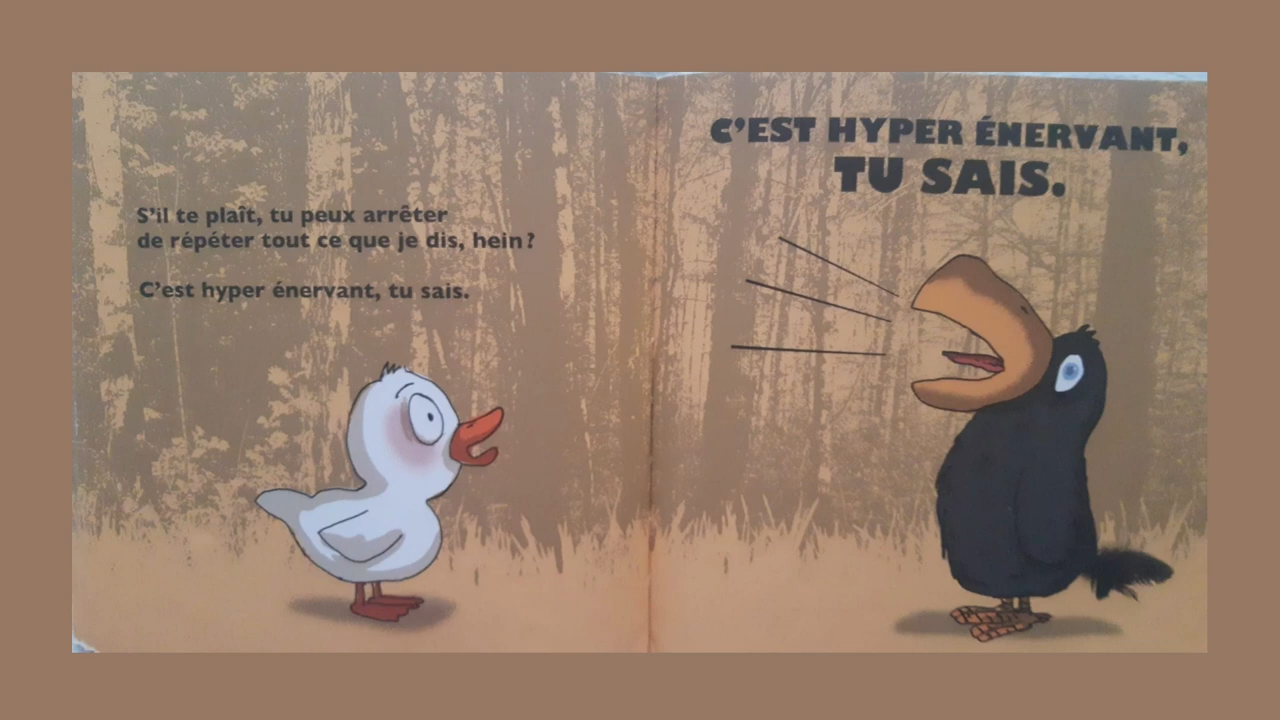 S'il te plaît, tu peux arrêter
de répéter tout ce que je dis, hein ?
C'est hyper énervant, tu sais.
C'EST HYPER ÉNERVANT,
TU SAIS.